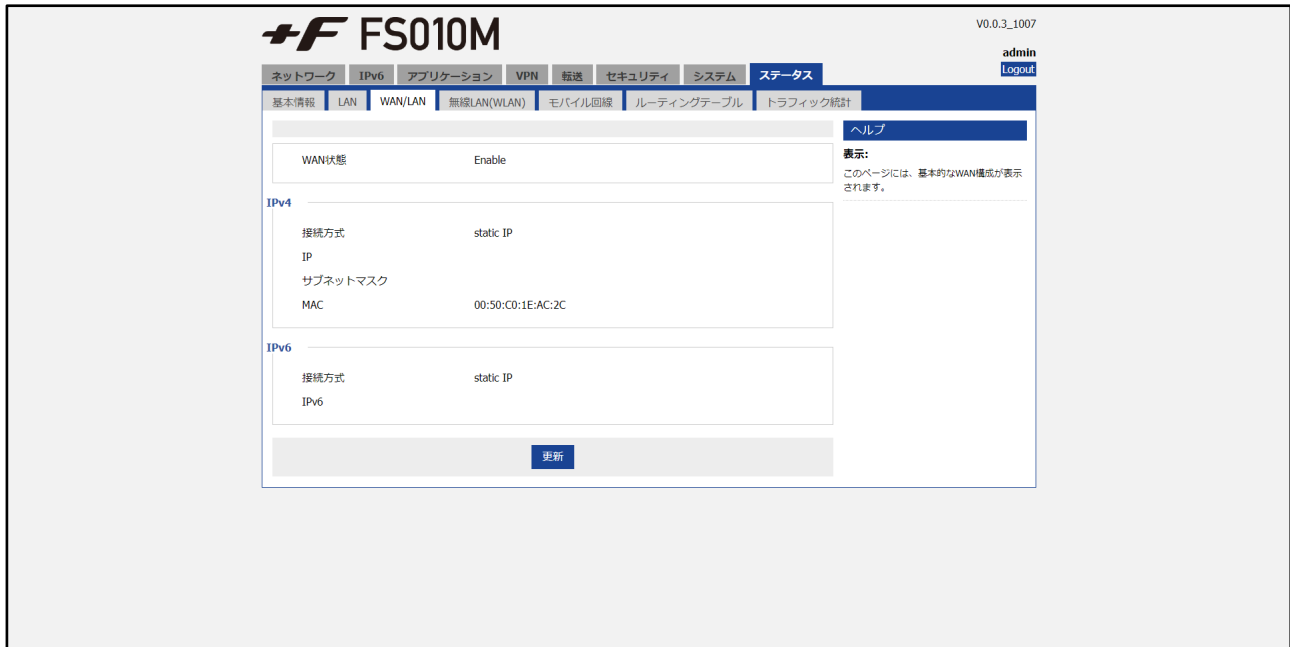 +F FS010M
V0.0.3_1007
admin
Logout
ネットワーク IPv6 アプリケーション VPN 転送 セキュリティ システム ステータス
基本情報 LAN WAN/LAN 無線LAN(WLAN) モバイル回線 ルーティングテーブル トラフィック統計
WAN状態 Enable
IPv4
接続方式 static IP
IP
サブネットマスク
MAC 00:50:C0:1E:AC:2C
IPv6
接続方式 static IP
IPv6
更新
ヘルプ
表示:
このページには、基本的なWAN構成が表示
されます。